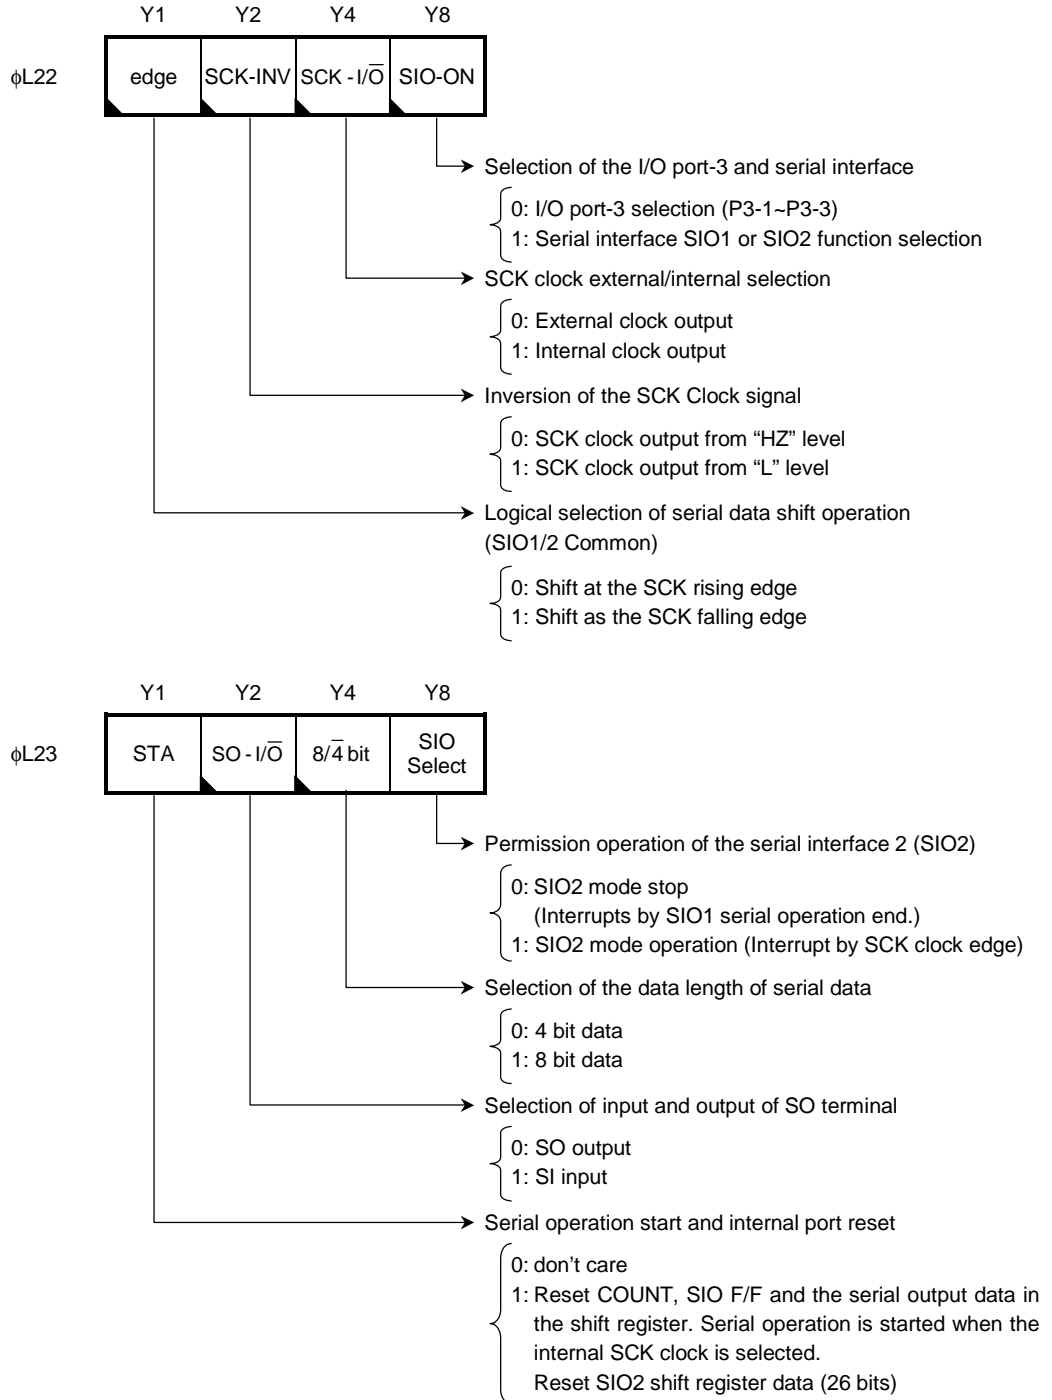 Y1 Y2 Y4 Y8
φL22 edge SCK-INV SCK - I/O̅ SIO-ON
Selection of the I/O port-3 and serial interface
0: I/O port-3 selection (P3-1~P3-3)
1: Serial interface SIO1 or SIO2 function selection
SCK clock external/internal selection
0: External clock output
1: Internal clock output
Inversion of the SCK Clock signal
0: SCK clock output from “HZ” level
1: SCK clock output from “L” level
Logical selection of serial data shift operation
(SIO1/2 Common)
0: Shift at the SCK rising edge
1: Shift as the SCK falling edge
Y1 Y2 Y4 Y8
φL23 STA SO - I/O̅ 8/4̅ bit SIO
Select
Permission operation of the serial interface 2 (SIO2)
0: SIO2 mode stop
(Interrupts by SIO1 serial operation end.)
1: SIO2 mode operation (Interrupt by SCK clock edge)
Selection of the data length of serial data
0: 4 bit data
1: 8 bit data
Selection of input and output of SO terminal
0: SO output
1: SI input
Serial operation start and internal port reset
0: don’t care
1: Reset COUNT, SIO F/F and the serial output data in
the shift register. Serial operation is started when the
internal SCK clock is selected.
Reset SIO2 shift register data (26 bits)